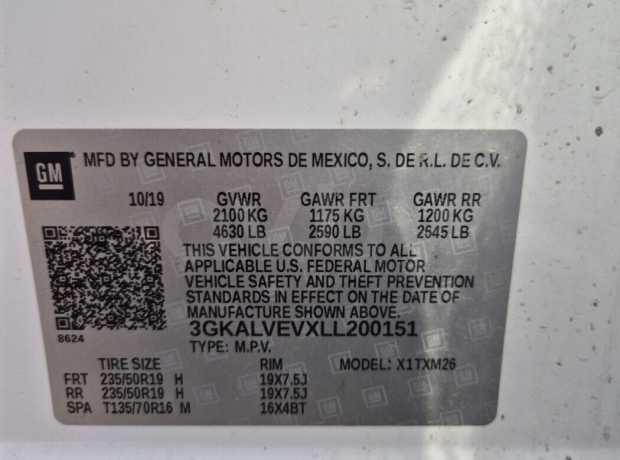 GM
MFD BY GENERAL MOTORS DE MEXICO, S. DE R.L. DE C.V.
10/19 GVWR GAWR FRT GAWR RR
2100 KG 1175 KG 1200 KG
4630 LB 2590 LB 2645 LB
THIS VEHICLE CONFORMS TO ALL
APPLICABLE U.S. FEDERAL MOTOR
VEHICLE SAFETY AND THEFT PREVENTION
STANDARDS IN EFFECT ON THE DATE OF
MANUFACTURE SHOWN ABOVE.
3GKALVEVXLL200151
8624
TYPE: M.P.V.
TIRE SIZE RIM MODEL: X1TXM26
FRT 235/50R19 H 19X7.5J
RR 235/50R19 H 19X7.5J
SPA T135/70R16 M 16X4BT